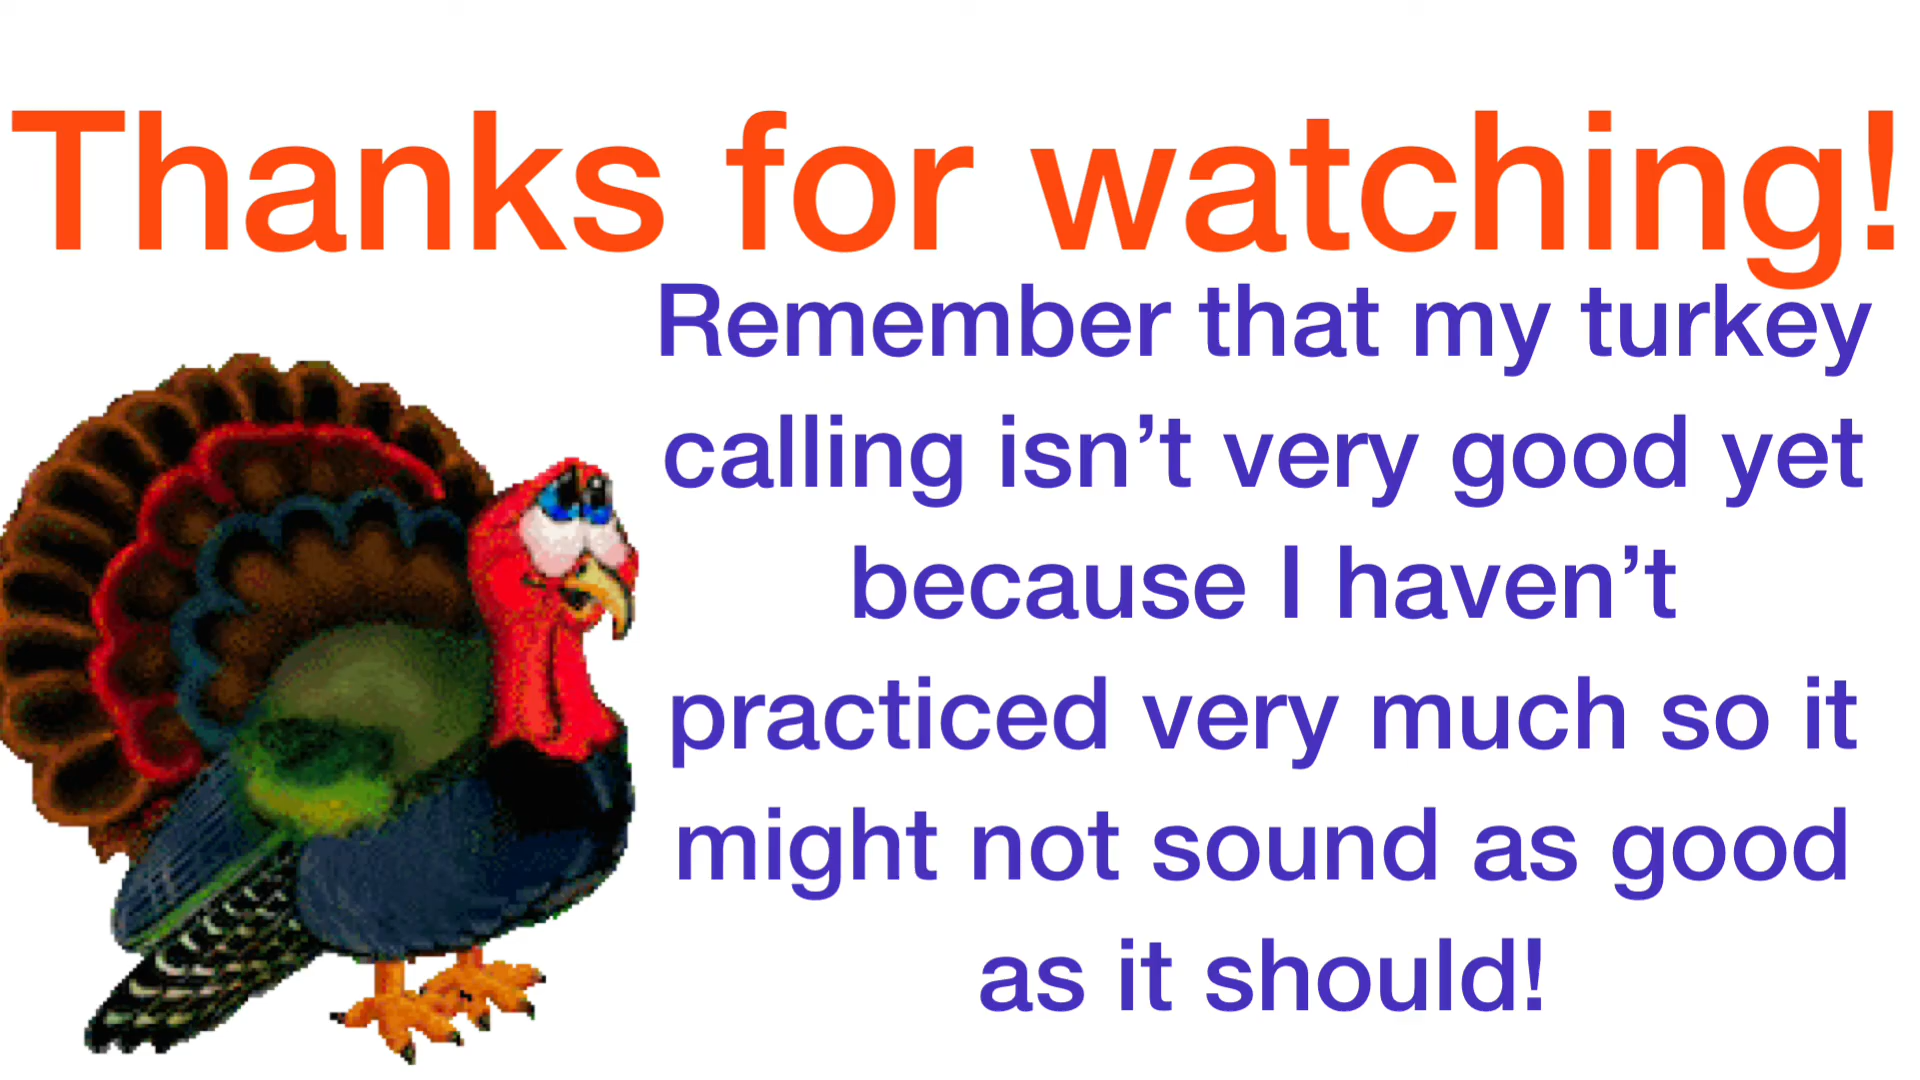 Thanks for watching!
Remember that my turkey
calling isn’t very good yet
because I haven’t
practiced very much so it
might not sound as good
as it should!